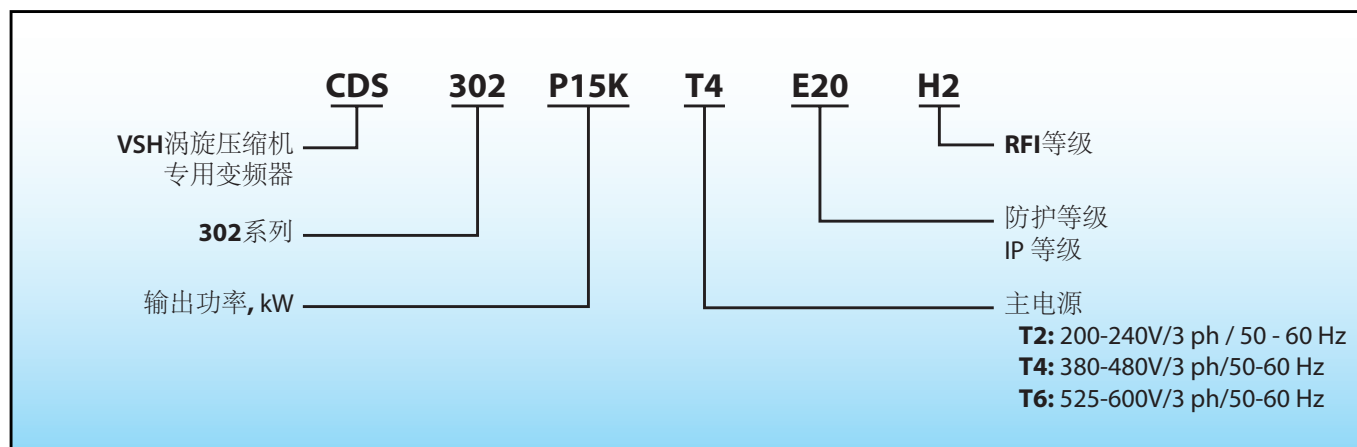 CDS 302 P15K T4 E20 H2
VSH涡旋压缩机
专用变频器
302系列
输出功率, kW
RFI等级
防护等级
IP 等级
主电源
T2: 200-240V/3 ph / 50 - 60 Hz
T4: 380-480V/3 ph/50-60 Hz
T6: 525-600V/3 ph/50-60 Hz